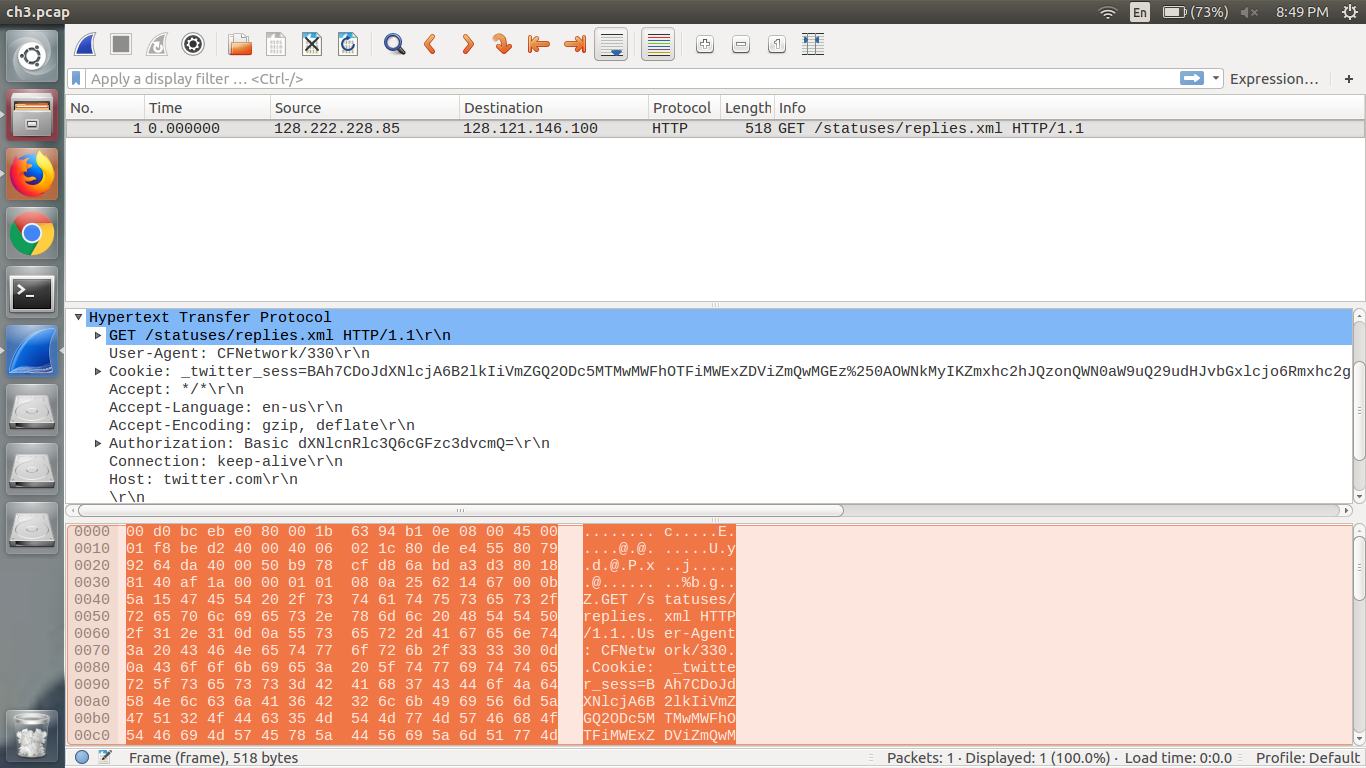 ch3.pcap En (73%) 8:49 PM
Apply a display filter … <Ctrl-/> Expression… +
No. Time Source Destination Protocol Length Info
1 0.000000 128.222.228.85 128.121.146.100 HTTP 518 GET /statuses/replies.xml HTTP/1.1
Hypertext Transfer Protocol
GET /statuses/replies.xml HTTP/1.1\r\n
User-Agent: CFNetwork/330\r\n
Cookie: _twitter_sess=BAh7CDoJdXNlcjA6B2lkIiVmZGQ2ODc5MTMwMWFhOTFiMWExZDViZmQwMGEz%250AOWNkMyIKZmxhc2hJQzonQWN0aW9uQ29udHJvbGxlcjo6Rmxhc2g
Accept: */*\r\n
Accept-Language: en-us\r\n
Accept-Encoding: gzip, deflate\r\n
Authorization: Basic dXNlcnRlc3Q6cGFzc3dvcmQ=\r\n
Connection: keep-alive\r\n
Host: twitter.com\r\n
\r\n
0000 00 d0 bc eb e0 80 00 1b 63 94 b1 0e 08 00 45 00 ........ c.....E.
0010 01 f8 be d2 40 00 40 06 02 1c 80 de e4 55 80 79 ....@.@. .....U.y
0020 92 64 da 40 00 50 b9 78 cf d8 6a bd a3 d3 80 18 .d.@.P.x ..j.....
0030 81 40 af 1a 00 00 01 01 08 0a 25 62 14 67 00 0b .@...... ..%b.g..
0040 5a 15 47 45 54 20 2f 73 74 61 74 75 73 65 73 2f Z.GET /s tatuses/
0050 72 65 70 6c 69 65 73 2e 78 6d 6c 20 48 54 54 50 replies. xml HTTP
0060 2f 31 2e 31 0d 0a 55 73 65 72 2d 41 67 65 6e 74 /1.1..Us er-Agent
0070 3a 20 43 46 4e 65 74 77 6f 72 6b 2f 33 33 30 0d : CFNetw ork/330.
0080 0a 43 6f 6f 6b 69 65 3a 20 5f 74 77 69 74 74 65 .Cookie: _twitte
0090 72 5f 73 65 73 73 3d 42 41 68 37 43 44 6f 4a 64 r_sess=B Ah7CDoJd
00a0 58 4e 6c 63 6a 41 36 42 32 6c 6b 49 69 56 6d 5a XNlcjA6B 2lkIiVmZ
00b0 47 51 32 4f 44 63 35 4d 54 4d 77 4d 57 46 68 4f GQ2ODc5M TMwMWFhO
00c0 54 46 69 4d 57 45 78 5a 44 56 69 5a 6d 51 77 4d TFiMWExZ DViZmQwM
Frame (frame), 518 bytes Packets: 1 · Displayed: 1 (100.0%) · Load time: 0:0.0 Profile: Default